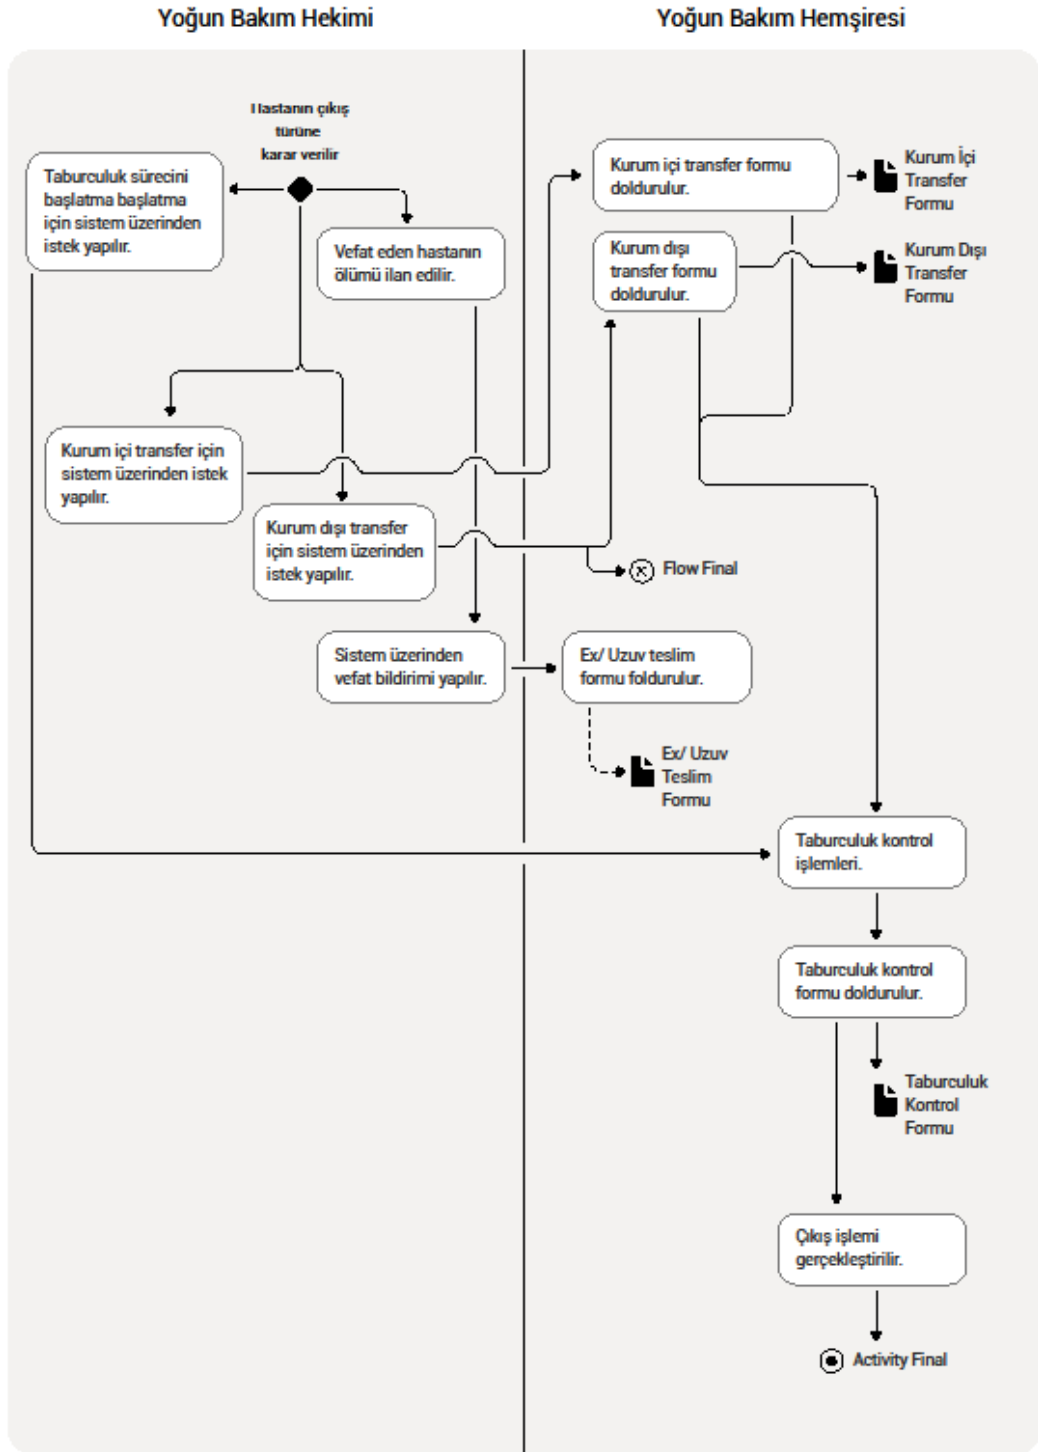 Yoğun Bakım Hekimi
Yoğun Bakım Hemşiresi
Hastanın çıkış
türüne
karar verilir
Taburculuk sürecini
başlatma başlatma
için sistem üzerinden
istek yapılır.
Vefat eden hastanın
ölümü ilan edilir.
Kurum içi transfer formu
doldurulur.
Kurum İçi
Transfer
Formu
Kurum dışı
transfer formu
doldurulur.
Kurum Dışı
Transfer
Formu
Kurum içi transfer için
sistem üzerinden istek
yapılır.
Kurum dışı transfer
için sistem üzerinden
istek yapılır.
Flow Final
Sistem üzerinden
vefat bildirimi yapılır.
Ex/ Uzuv teslim
formu foldurulur.
Ex/ Uzuv
Teslim
Formu
Taburculuk kontrol
işlemleri.
Taburculuk kontrol
formu doldurulur.
Taburculuk
Kontrol
Formu
Çıkış işlemi
gerçekleştirilir.
Activity Final